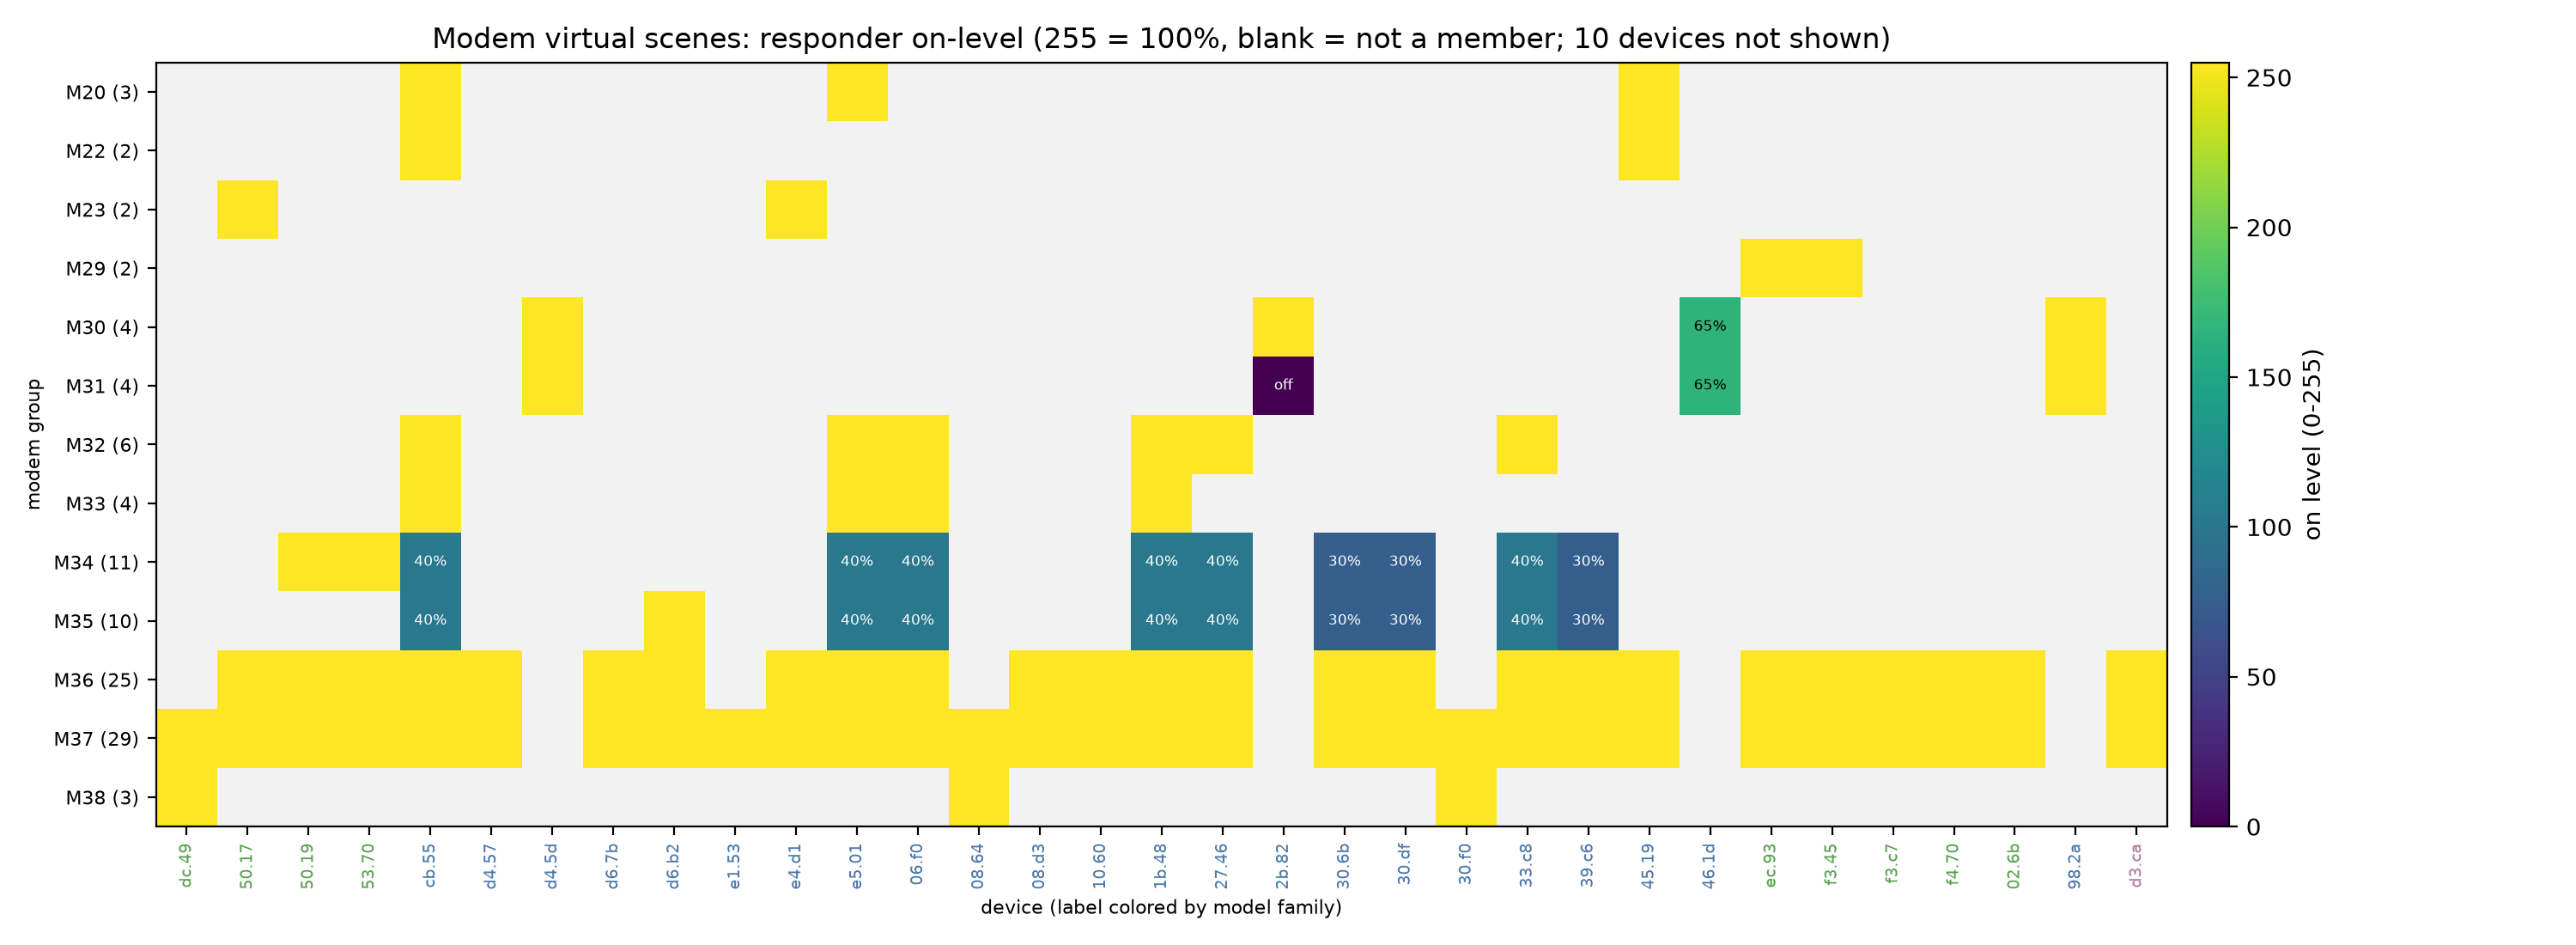 Modem virtual scenes: responder on-level (255 = 100%, blank = not a member; 10 devices not shown)
modem group
M20 (3)
M22 (2)
M23 (2)
M29 (2)
M30 (4) 65%
M31 (4) off 65%
M32 (6)
M33 (4)
M34 (11) 40% 40% 40% 40% 40% 30% 30% 40% 30%
M35 (10) 40% 40% 40% 40% 40% 30% 30% 40% 30%
M36 (25)
M37 (29)
M38 (3)
dc.49 50.17 50.19 53.70 cb.55 d4.57 d4.5d d6.7b d6.b2 e1.53 e4.d1 e5.01 06.f0 08.64 08.d3 10.60 1b.48 27.46 2b.82 30.6b 30.df 30.f0 33.c8 39.c6 45.19 46.1d ec.93 f3.45 f3.c7 f4.70 02.6b 98.2a d3.ca
device (label colored by model family)
250
200
150
100
50
0
on level (0-255)